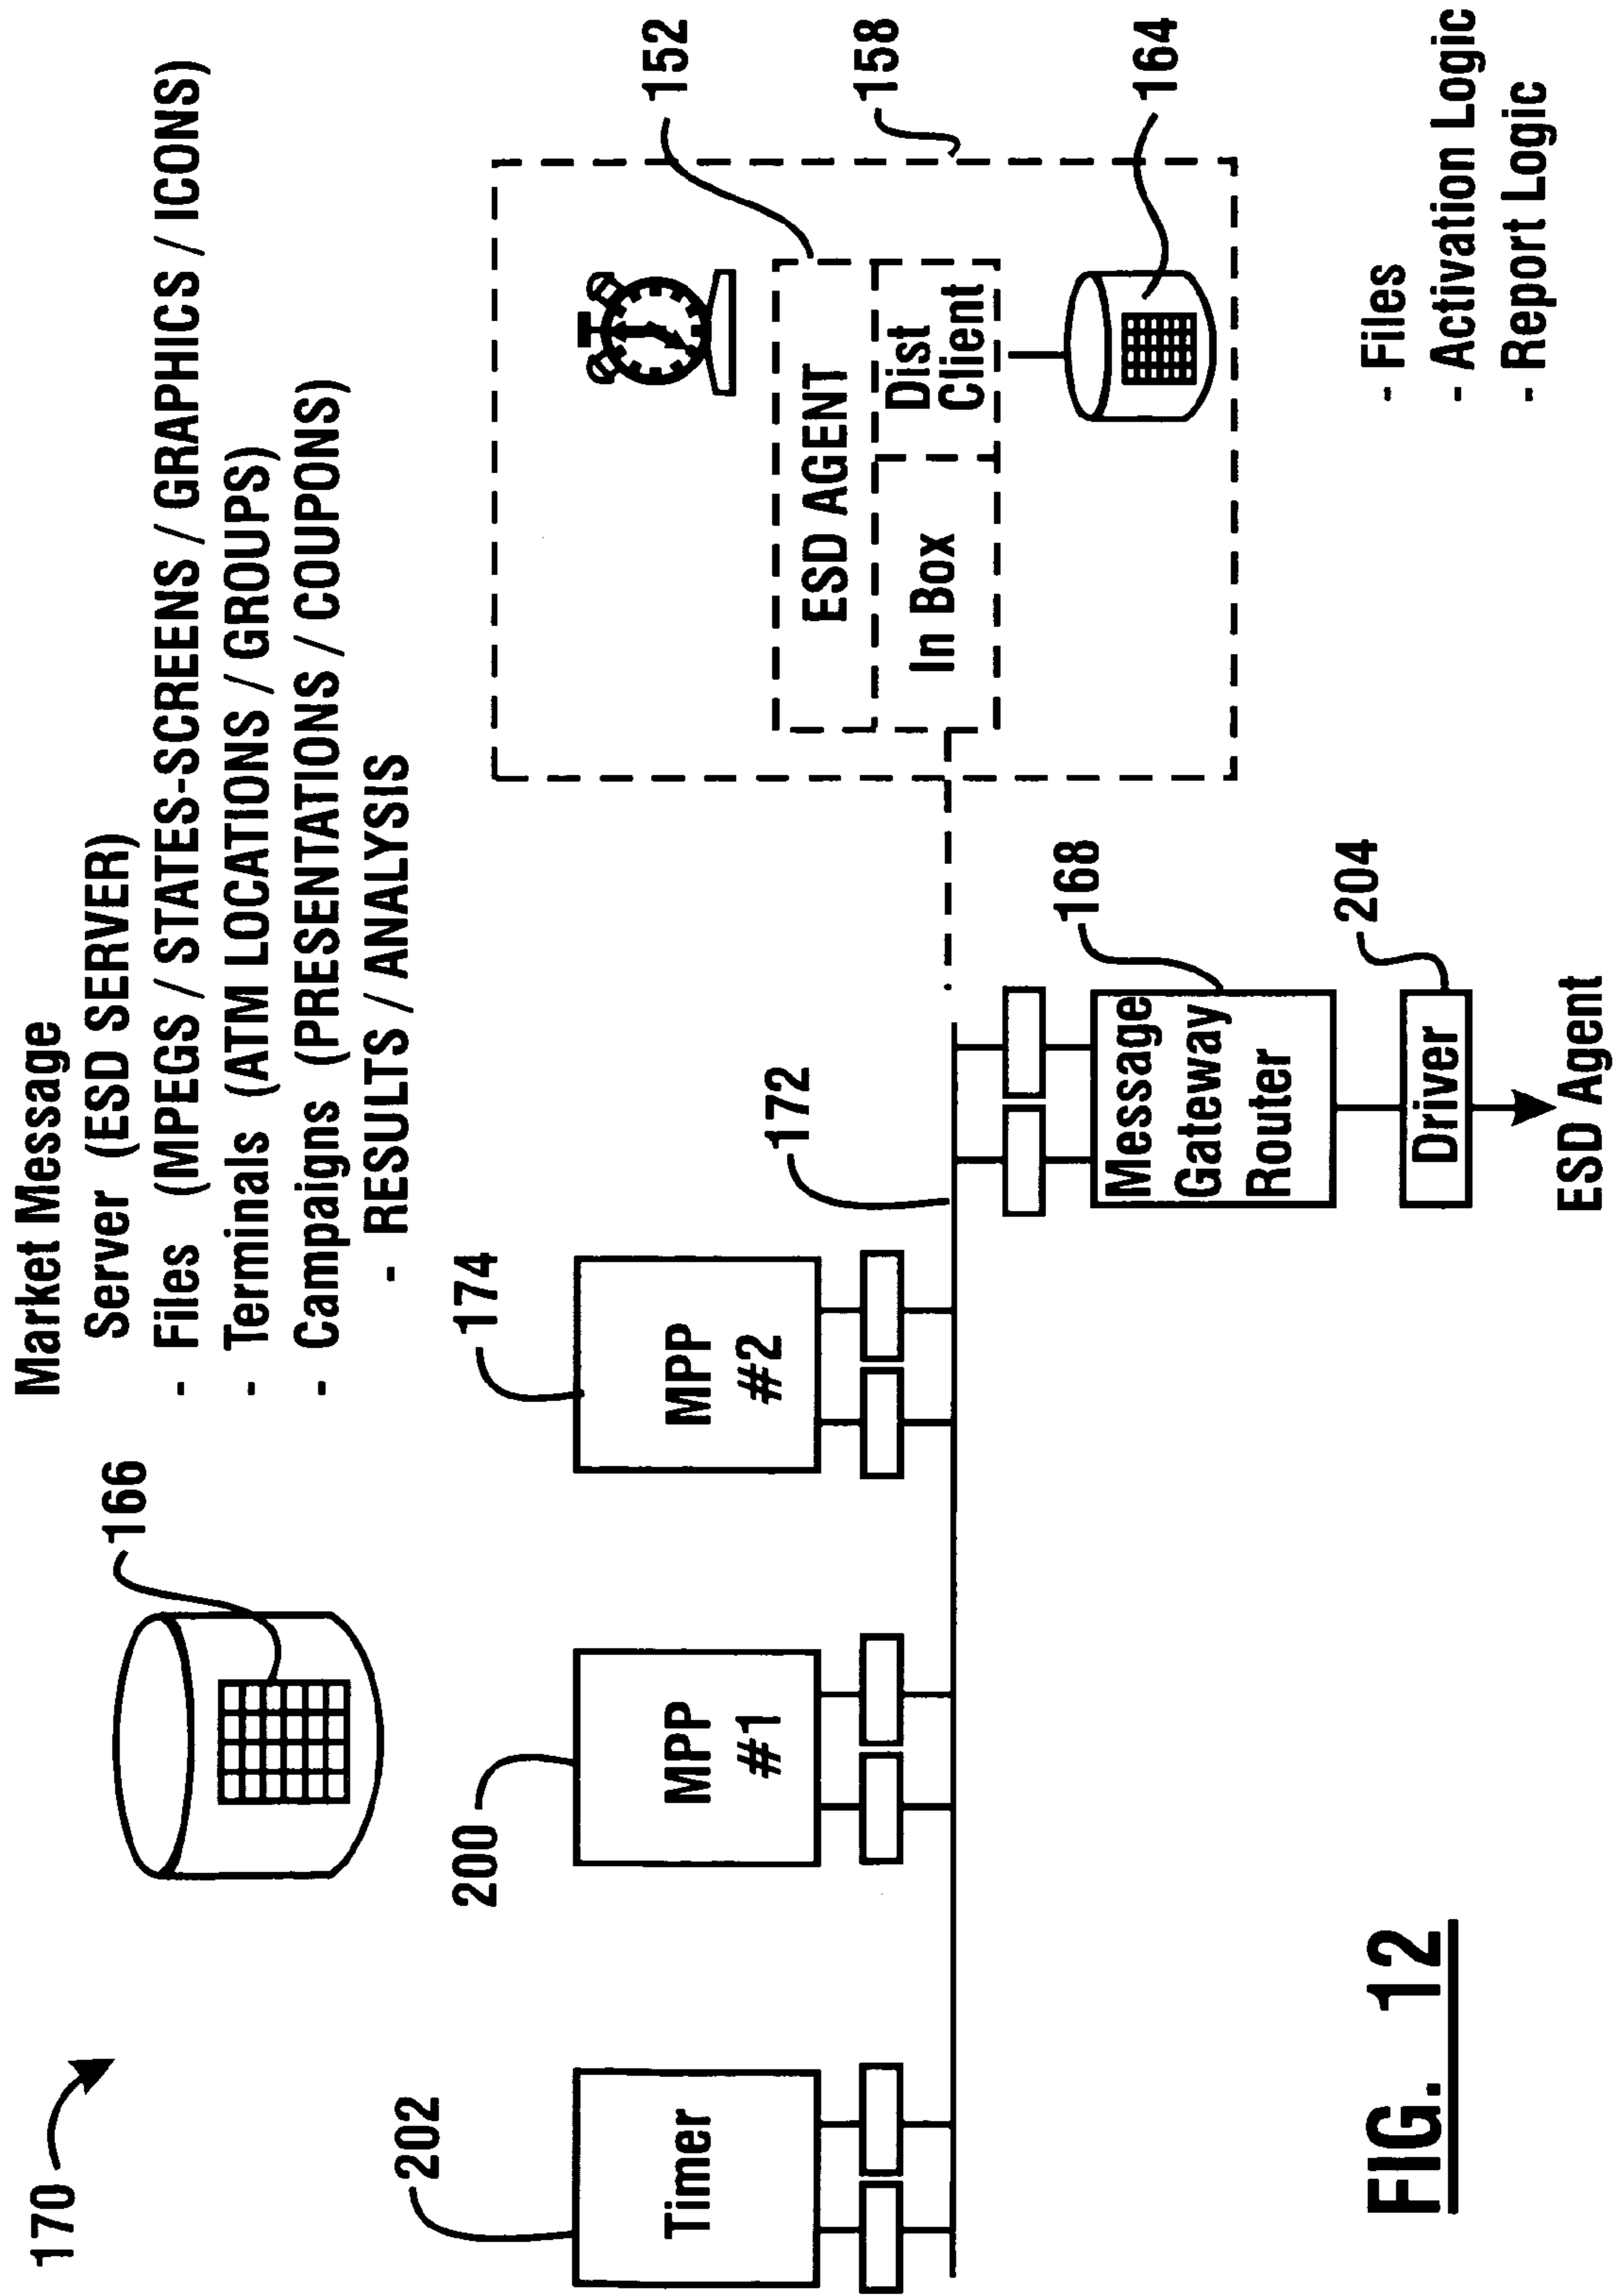 170
166
Market Message
Server (ESD SERVER)
- Files (MPEGS / STATES-SCREENS / GRAPHICS / ICONS)
- Terminals (ATM LOCATIONS / GROUPS)
- Campaigns (PRESENTATIONS / COUPONS)
- RESULTS / ANALYSIS
202
Timer
200
MPP
#1
174
MPP
#2
172
152
158
164
ESD AGENT
In Box
Dist
Client
168
Message
Gateway
Router
204
Driver
ESD Agent
- Files
- Activation Logic
- Report Logic
FIG. 12